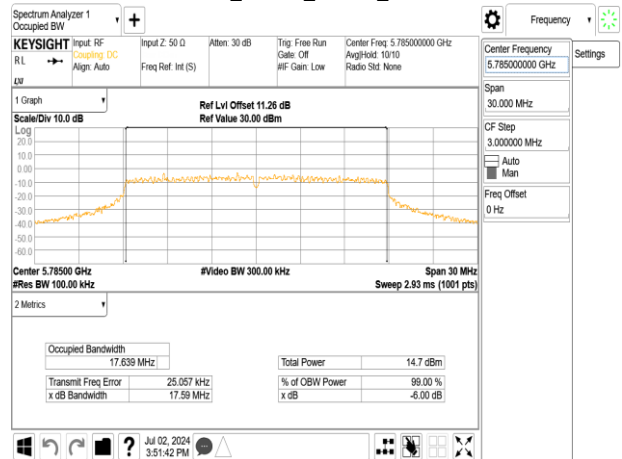 Spectrum Analyzer 1
Occupied BW
▼
+
Frequency ▼
Settings
KEYSIGHT
RL
LXI
Input: RF
Coupling: DC
Align: Auto
Input Z: 50 Ω
Freq Ref: Int (S)
Atten: 30 dB
Trig: Free Run
Gate: Off
#IF Gain: Low
Center Freq: 5.785000000 GHz
Avg|Hold: 10/10
Radio Std: None
Center Frequency
5.785000000 GHz
Span
30.000 MHz
CF Step
3.000000 MHz
Auto
Man
Freq Offset
0 Hz
1 Graph ▼
Scale/Div 10.0 dB
Ref Lvl Offset 11.26 dB
Ref Value 30.00 dBm
Log
20.0
10.0
0.00
-10.0
-20.0
-30.0
-40.0
-50.0
-60.0
Center 5.78500 GHz
#Res BW 100.00 kHz
#Video BW 300.00 kHz
Span 30 MHz
Sweep 2.93 ms (1001 pts)
2 Metrics ▼
Occupied Bandwidth
17.639 MHz
Transmit Freq Error 25.057 kHz
x dB Bandwidth 17.59 MHz
Total Power 14.7 dBm
% of OBW Power 99.00 %
x dB -6.00 dB
?
Jul 02, 2024
3:51:42 PM